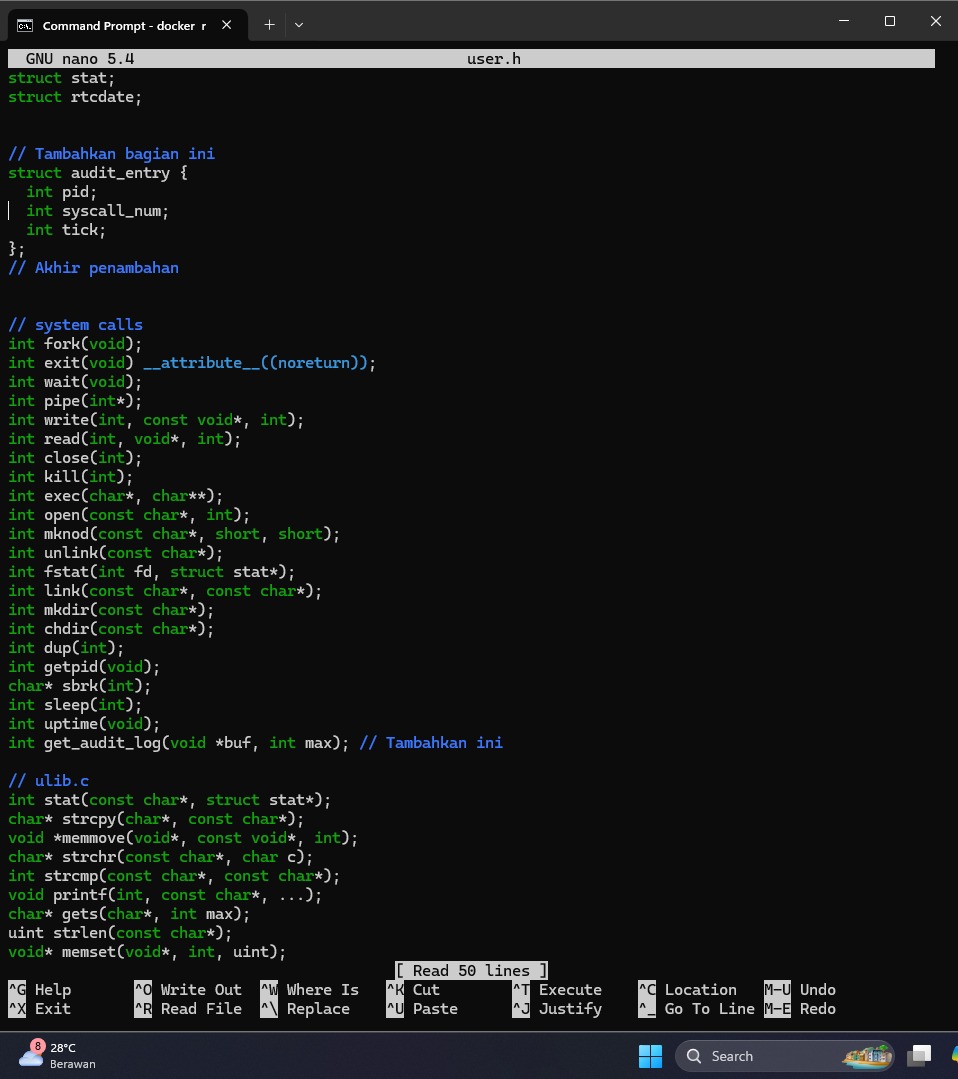 Command Prompt - docker r
GNU nano 5.4 user.h
struct stat;
struct rtcdate;
// Tambahkan bagian ini
struct audit_entry {
  int pid;
  int syscall_num;
  int tick;
};
// Akhir penambahan
// system calls
int fork(void);
int exit(void) __attribute__((noreturn));
int wait(void);
int pipe(int*);
int write(int, const void*, int);
int read(int, void*, int);
int close(int);
int kill(int);
int exec(char*, char**);
int open(const char*, int);
int mknod(const char*, short, short);
int unlink(const char*);
int fstat(int fd, struct stat*);
int link(const char*, const char*);
int mkdir(const char*);
int chdir(const char*);
int dup(int);
int getpid(void);
char* sbrk(int);
int sleep(int);
int uptime(void);
int get_audit_log(void *buf, int max); // Tambahkan ini
// ulib.c
int stat(const char*, struct stat*);
char* strcpy(char*, const char*);
void *memmove(void*, const void*, int);
char* strchr(const char*, char c);
int strcmp(const char*, const char*);
void printf(int, const char*, ...);
char* gets(char*, int max);
uint strlen(const char*);
void* memset(void*, int, uint);
[ Read 50 lines ]
^G Help ^O Write Out ^W Where Is ^K Cut ^T Execute ^C Location M-U Undo
^X Exit ^R Read File ^\ Replace ^U Paste ^J Justify ^_ Go To Line M-E Redo
8 28°C
Berawan
Search